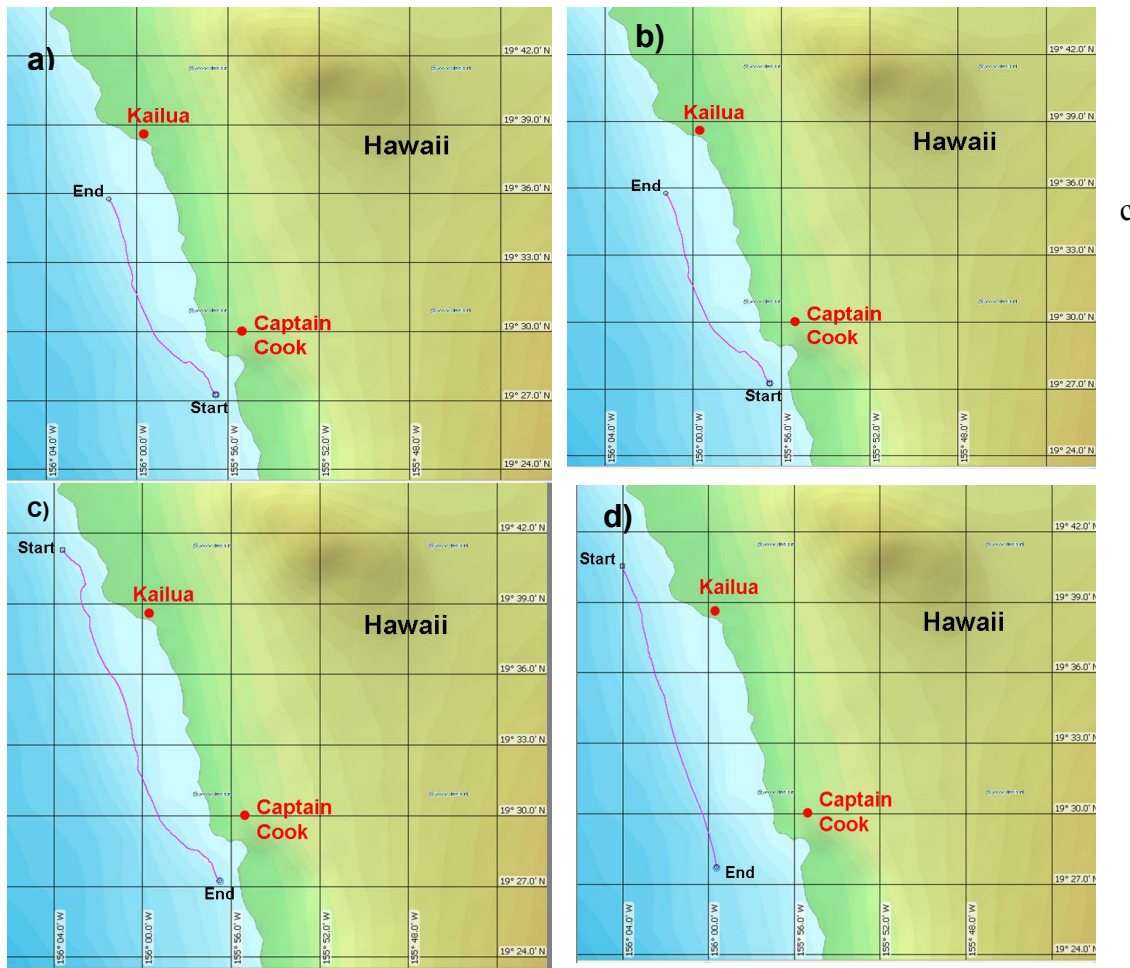 a)
19° 42.0' N
Kailua
19° 39.0' N
Hawaii
End
19° 36.0' N
19° 33.0' N
Captain
Cook
19° 30.0' N
Start
19° 27.0' N
156° 04.0' W
156° 00.0' W
155° 56.0' W
155° 52.0' W
155° 48.0' W
19° 24.0' N
b)
19° 42.0' N
Kailua
19° 39.0' N
Hawaii
End
19° 36.0' N
19° 33.0' N
Captain
Cook
19° 30.0' N
Start
19° 27.0' N
156° 04.0' W
156° 00.0' W
155° 56.0' W
155° 52.0' W
155° 48.0' W
19° 24.0' N
c
c)
19° 42.0' N
Start
Kailua
19° 39.0' N
Hawaii
19° 36.0' N
19° 33.0' N
Captain
Cook
19° 30.0' N
End
19° 27.0' N
156° 04.0' W
156° 00.0' W
155° 56.0' W
155° 52.0' W
155° 48.0' W
19° 24.0' N
d)
19° 42.0' N
Start
Kailua
19° 39.0' N
Hawaii
19° 36.0' N
19° 33.0' N
Captain
Cook
19° 30.0' N
End
19° 27.0' N
156° 04.0' W
156° 00.0' W
155° 56.0' W
155° 52.0' W
155° 48.0' W
19° 24.0' N